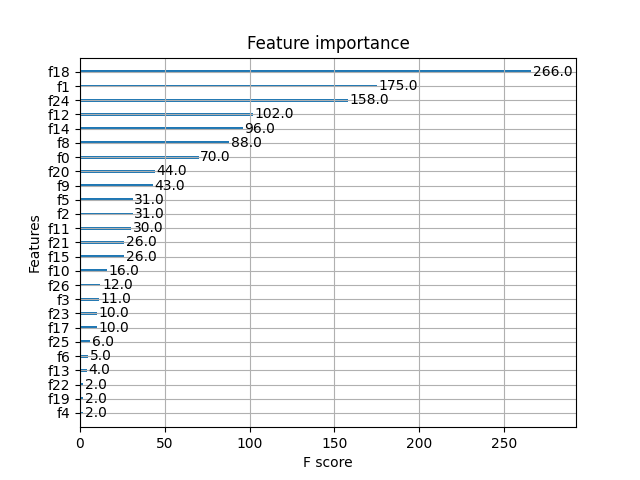 Feature importance
f18 266.0
f1 175.0
f24 158.0
f12 102.0
f14 96.0
f8 88.0
f0 70.0
f20 44.0
f9 43.0
f5 31.0
f2 31.0
f11 30.0
f21 26.0
f15 26.0
f10 16.0
f26 12.0
f3 11.0
f23 10.0
f17 10.0
f25 6.0
f6 5.0
f13 4.0
f22 2.0
f19 2.0
f4 2.0
Features
0 50 100 150 200 250
F score